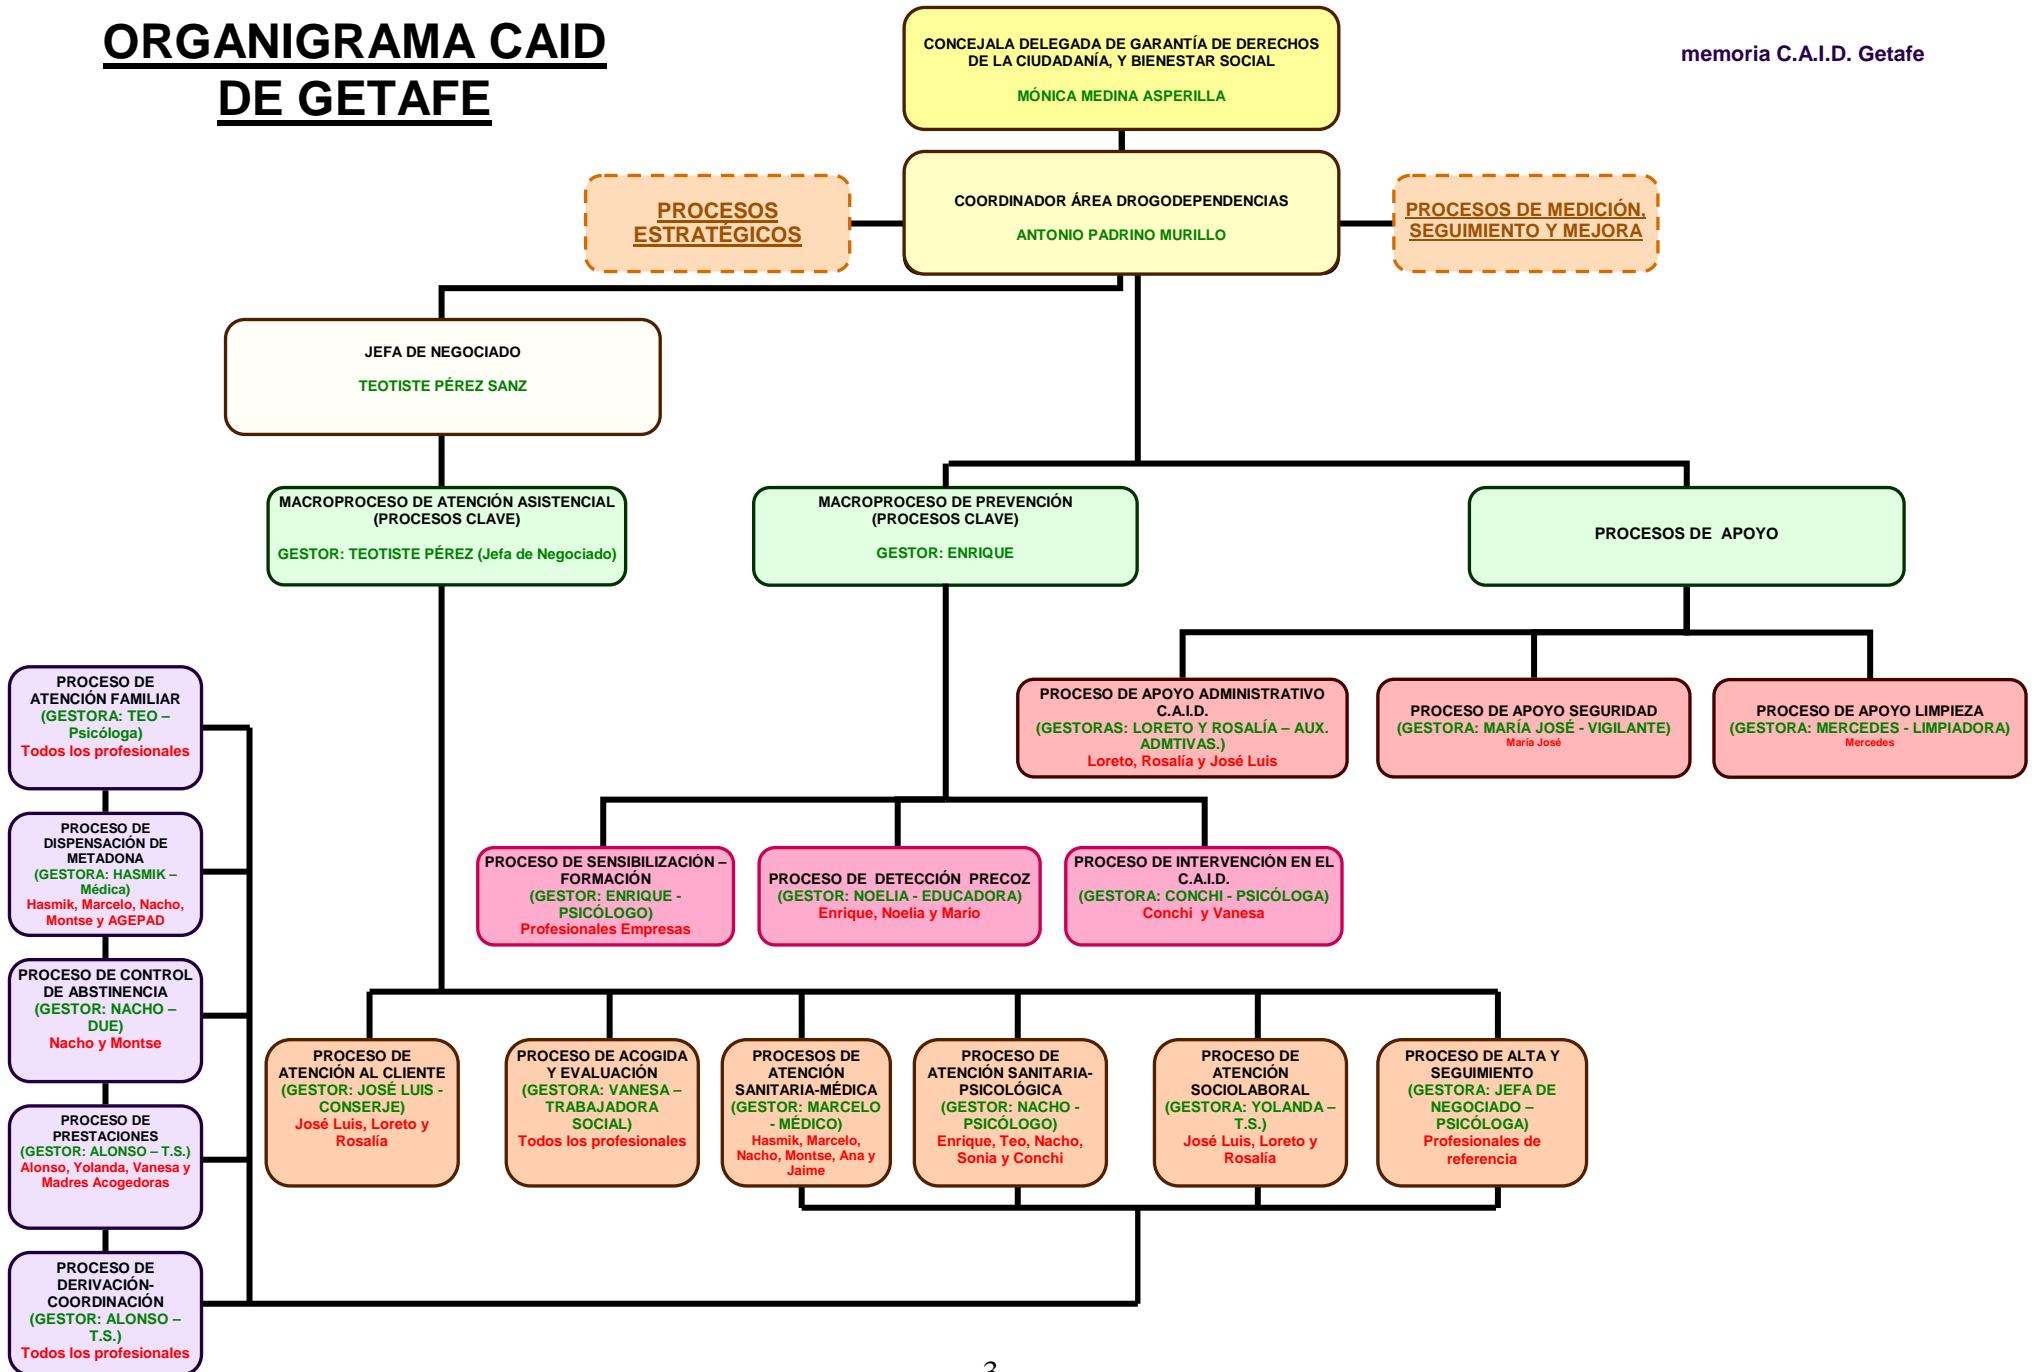 ORGANIGRAMA CAID
DE GETAFE
memoria C.A.I.D. Getafe
CONCEJALA DELEGADA DE GARANTÍA DE DERECHOS
DE LA CIUDADANÍA, Y BIENESTAR SOCIAL
MÓNICA MEDINA ASPERILLA
PROCESOS
ESTRATÉGICOS
COORDINADOR ÁREA DROGODEPENDENCIAS
ANTONIO PADRINO MURILLO
PROCESOS DE MEDICIÓN,
SEGUIMIENTO Y MEJORA
JEFA DE NEGOCIADO
TEOTISTE PÉREZ SANZ
MACROPROCESO DE ATENCIÓN ASISTENCIAL
(PROCESOS CLAVE)
GESTOR: TEOTISTE PÉREZ (Jefa de Negociado)
MACROPROCESO DE PREVENCIÓN
(PROCESOS CLAVE)
GESTOR: ENRIQUE
PROCESOS DE  APOYO
PROCESO DE APOYO ADMINISTRATIVO
C.A.I.D.
(GESTORAS: LORETO Y ROSALÍA – AUX.
ADMTIVAS.)
Loreto, Rosalía y José Luis
PROCESO DE APOYO SEGURIDAD
(GESTORA: MARÍA JOSÉ - VIGILANTE)
María José
PROCESO DE APOYO LIMPIEZA
(GESTORA: MERCEDES - LIMPIADORA)
Mercedes
PROCESO DE
ATENCIÓN FAMILIAR
(GESTORA: TEO –
Psicóloga)
Todos los profesionales
PROCESO DE
DISPENSACIÓN DE
METADONA
(GESTORA: HASMIK –
Médica)
Hasmik, Marcelo, Nacho,
Montse y AGEPAD
PROCESO DE CONTROL
DE ABSTINENCIA
(GESTOR: NACHO –
DUE)
Nacho y Montse
PROCESO DE
PRESTACIONES
(GESTOR: ALONSO – T.S.)
Alonso, Yolanda, Vanesa y
Madres Acogedoras
PROCESO DE
DERIVACIÓN-
COORDINACIÓN
(GESTOR: ALONSO –
T.S.)
Todos los profesionales
PROCESO DE SENSIBILIZACIÓN –
FORMACIÓN
(GESTOR: ENRIQUE -
PSICÓLOGO)
Profesionales Empresas
PROCESO DE  DETECCIÓN  PRECOZ
(GESTOR: NOELIA - EDUCADORA)
Enrique, Noelia y Mario
PROCESO DE INTERVENCIÓN EN EL
C.A.I.D.
(GESTORA: CONCHI - PSICÓLOGA)
Conchi  y Vanesa
PROCESO DE
ATENCIÓN AL CLIENTE
(GESTOR: JOSÉ LUIS -
CONSERJE)
José Luis, Loreto y
Rosalía
PROCESO DE ACOGIDA
Y EVALUACIÓN
(GESTORA: VANESA –
TRABAJADORA
SOCIAL)
Todos los profesionales
PROCESOS DE
ATENCIÓN
SANITARIA-MÉDICA
(GESTOR: MARCELO
- MÉDICO)
Hasmik, Marcelo,
Nacho, Montse, Ana y
Jaime
PROCESO DE
ATENCIÓN SANITARIA-
PSICOLÓGICA
(GESTOR: NACHO -
PSICÓLOGO)
Enrique, Teo, Nacho,
Sonia y Conchi
PROCESO DE
ATENCIÓN
SOCIOLABORAL
(GESTORA: YOLANDA –
T.S.)
José Luis, Loreto y
Rosalía
PROCESO DE ALTA Y
SEGUIMIENTO
(GESTORA: JEFA DE
NEGOCIADO –
PSICÓLOGA)
Profesionales de
referencia
3